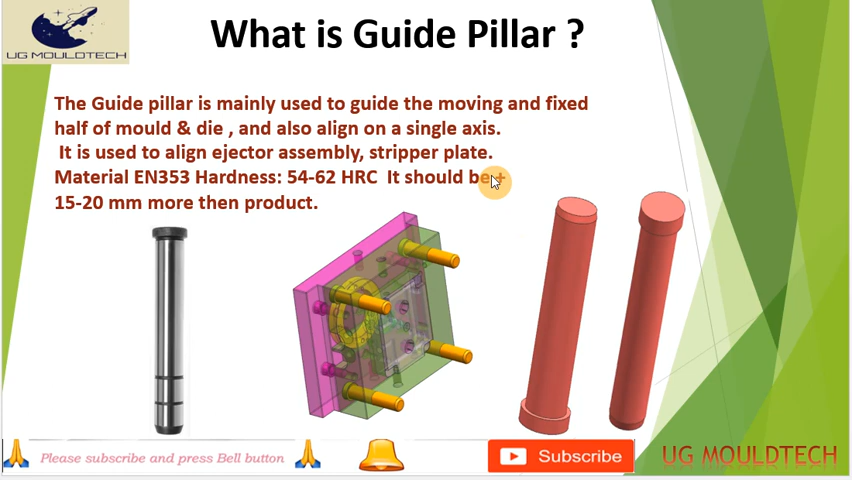 UG MOULDTECH
What is Guide Pillar ?
The Guide pillar is mainly used to guide the moving and fixed
half of mould & die , and also align on a single axis.
It is used to align ejector assembly, stripper plate.
Material EN353 Hardness: 54-62 HRC It should be +
15-20 mm more then product.
Please subscribe and press Bell button
Subscribe
UG MOULDTECH